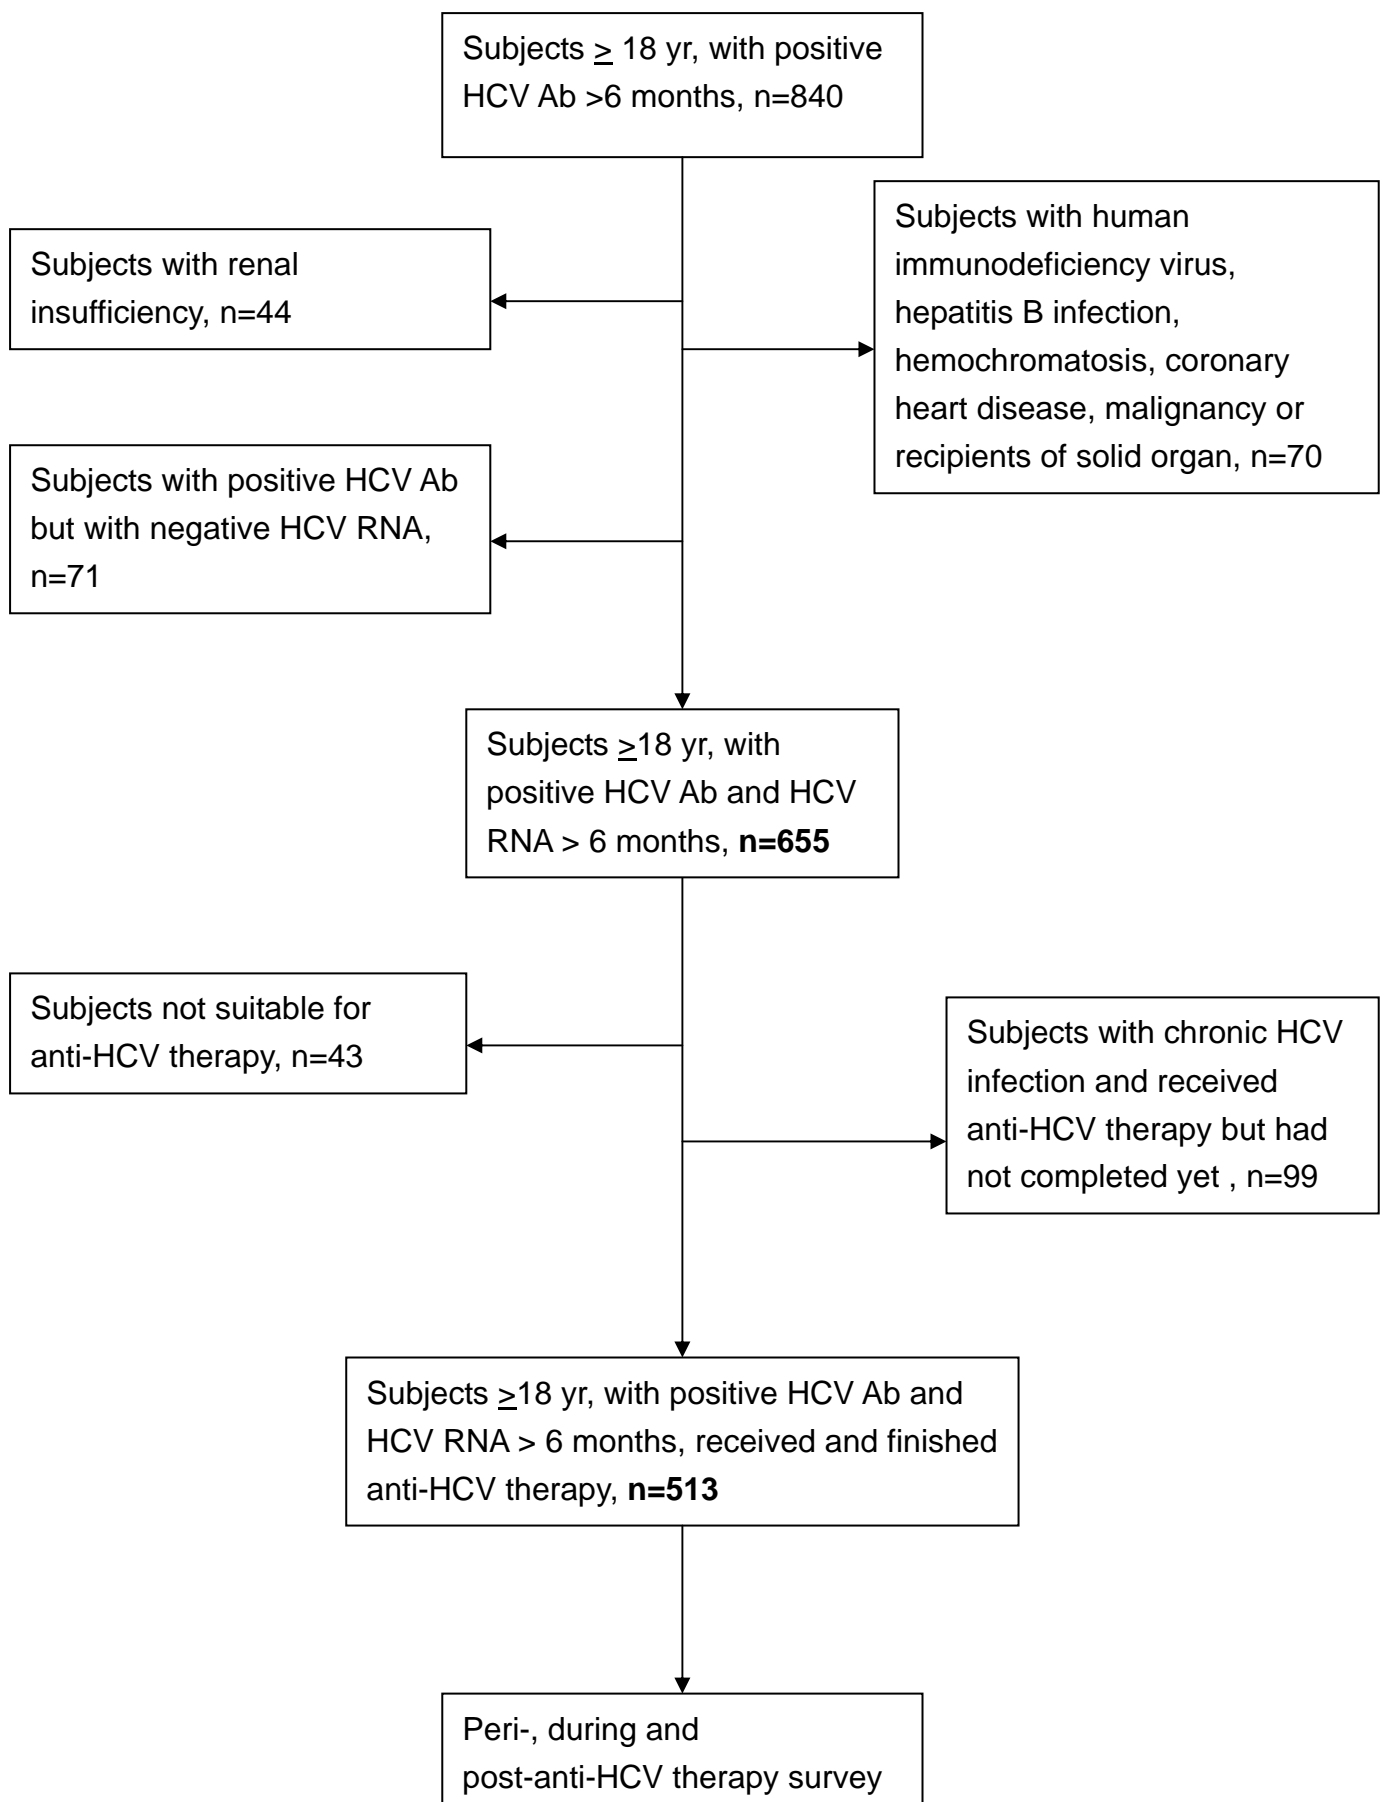 Subjects ≥ 18 yr, with positive
HCV Ab >6 months, n=840
Subjects with human
immunodeficiency virus,
hepatitis B infection,
hemochromatosis, coronary
heart disease, malignancy or
recipients of solid organ, n=70
Subjects with renal
insufficiency, n=44
Subjects with positive HCV Ab
but with negative HCV RNA,
n=71
Subjects ≥18 yr, with
positive HCV Ab and HCV
RNA > 6 months, n=655
Subjects not suitable for
anti-HCV therapy, n=43
Subjects with chronic HCV
infection and received
anti-HCV therapy but had
not completed yet , n=99
Subjects ≥18 yr, with positive HCV Ab and
HCV RNA > 6 months, received and finished
anti-HCV therapy, n=513
Peri-, during and
post-anti-HCV therapy survey